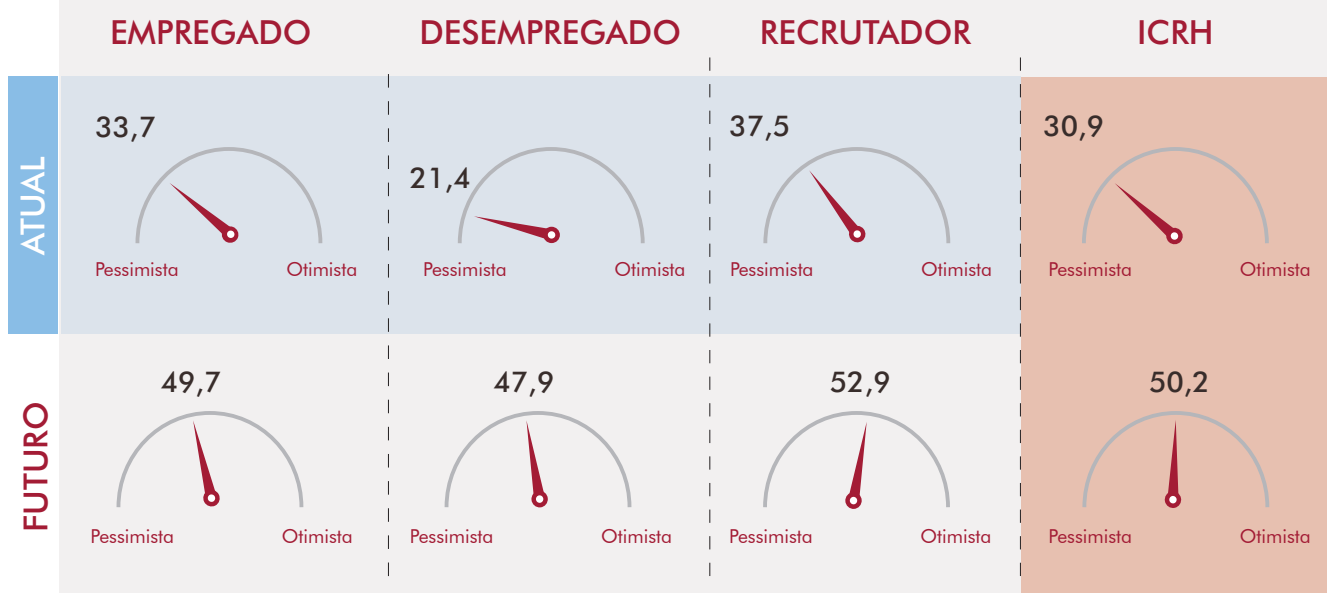 EMPREGADO DESEMPREGADO RECRUTADOR ICRH
ATUAL
33,7 21,4 37,5 30,9
Pessimista Otimista Pessimista Otimista Pessimista Otimista Pessimista Otimista
FUTURO
49,7 47,9 52,9 50,2
Pessimista Otimista Pessimista Otimista Pessimista Otimista Pessimista Otimista